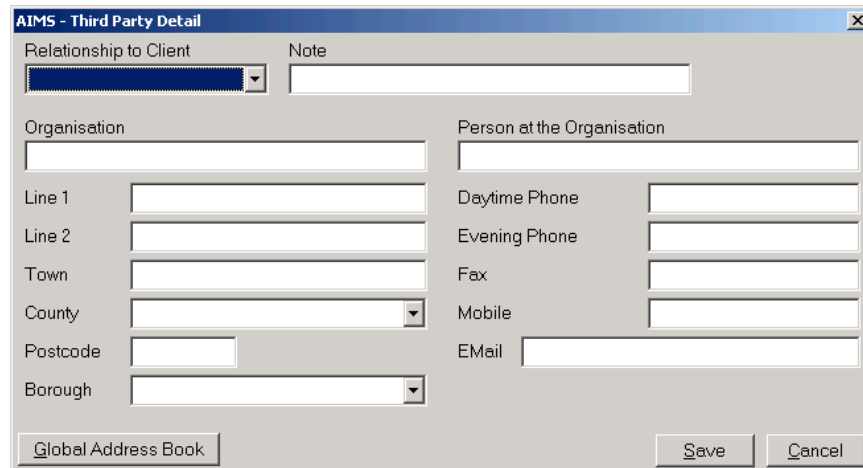 AIMS - Third Party Detail
Relationship to Client
Note
Organisation
Person at the Organisation
Line 1
Daytime Phone
Line 2
Evening Phone
Town
Fax
County
Mobile
Postcode
EMail
Borough
Global Address Book
Save
Cancel